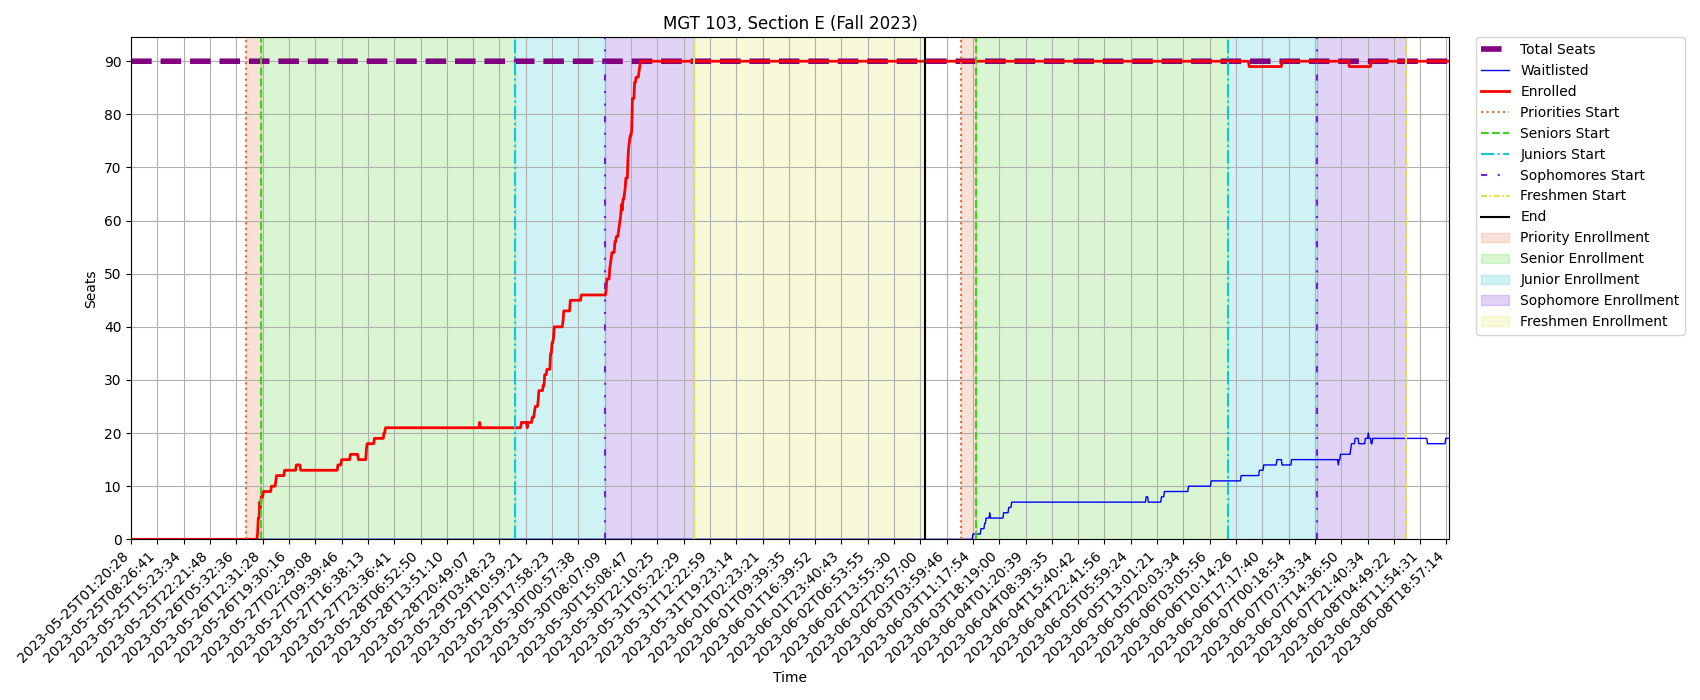 MGT 103, Section E (Fall 2023)
Seats
90
80
70
60
50
40
30
20
10
0
2023-05-25T01:20:28
2023-05-25T08:26:41
2023-05-25T15:23:34
2023-05-25T22:21:48
2023-05-26T05:32:36
2023-05-26T12:31:28
2023-05-26T19:30:16
2023-05-27T02:29:08
2023-05-27T09:39:46
2023-05-27T16:38:13
2023-05-27T23:36:41
2023-05-28T06:52:50
2023-05-28T13:51:10
2023-05-28T20:49:07
2023-05-29T03:48:23
2023-05-29T10:59:21
2023-05-29T17:58:23
2023-05-30T00:57:38
2023-05-30T08:07:09
2023-05-30T15:08:47
2023-05-30T22:10:25
2023-05-31T05:22:29
2023-05-31T12:22:59
2023-05-31T19:23:14
2023-06-01T02:23:21
2023-06-01T09:39:35
2023-06-01T16:39:52
2023-06-01T23:40:43
2023-06-02T06:53:55
2023-06-02T13:55:30
2023-06-02T20:57:00
2023-06-03T03:59:46
2023-06-03T11:17:54
2023-06-03T18:19:00
2023-06-04T01:20:39
2023-06-04T08:39:35
2023-06-04T15:40:42
2023-06-04T22:41:56
2023-06-05T05:59:24
2023-06-05T13:01:21
2023-06-05T20:03:34
2023-06-06T03:05:56
2023-06-06T10:14:26
2023-06-06T17:17:40
2023-06-07T00:18:54
2023-06-07T07:33:34
2023-06-07T14:36:50
2023-06-07T21:40:34
2023-06-08T04:49:22
2023-06-08T11:54:31
2023-06-08T18:57:14
Time
Total Seats
Waitlisted
Enrolled
Priorities Start
Seniors Start
Juniors Start
Sophomores Start
Freshmen Start
End
Priority Enrollment
Senior Enrollment
Junior Enrollment
Sophomore Enrollment
Freshmen Enrollment